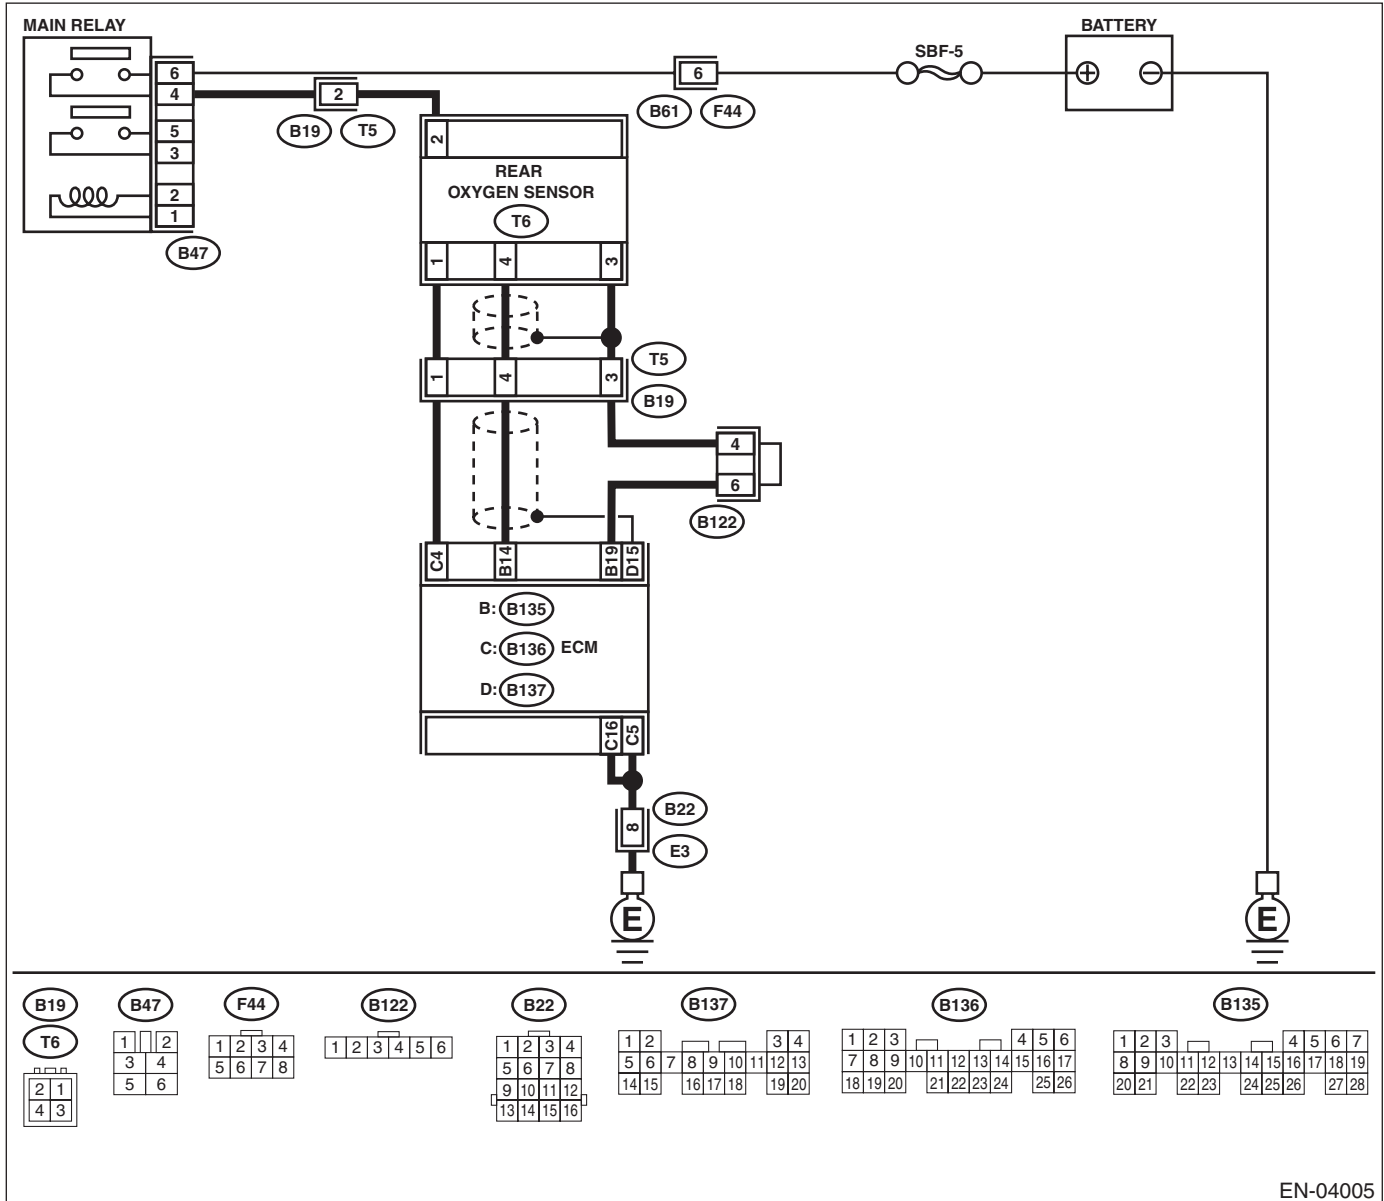 MAIN RELAY
BATTERY
SBF-5
6
4
5
3
2
1
B47
2
B19 T5
6
B61 F44
2
REAR
OXYGEN SENSOR
T6
1 4 3
T5
1 4 3
B19
4
6
B122
C4 B14 B19 D15
B: B135
C: B136 ECM
D: B137
C16 C5
B22
8
E3
E E
B19 B47 F44 B122 B22 B137 B136 B135
T6
B19 T6
2 1
4 3
B47
1 2
3 4
5 6
F44
1 2 3 4
5 6 7 8
B122
1 2 3 4 5 6
B22
1 2 3 4
5 6 7 8
9 10 11 12
13 14 15 16
B137
1 2 3 4
5 6 7 8 9 10 11 12 13
14 15 16 17 18 19 20
B136
1 2 3 4 5 6
7 8 9 10 11 12 13 14 15 16 17
18 19 20 21 22 23 24 25 26
B135
1 2 3 4 5 6 7
8 9 10 11 12 13 14 15 16 17 18 19
20 21 22 23 24 25 26 27 28
EN-04005